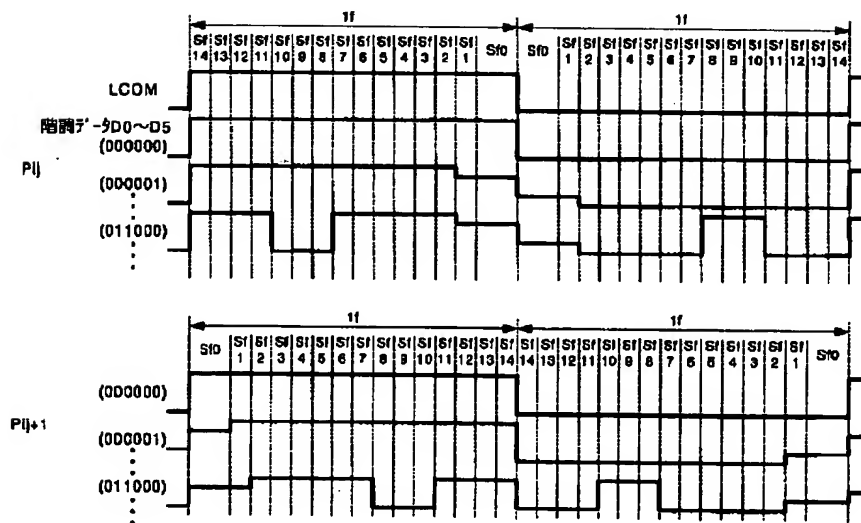 1f 1f
Sf Sf Sf Sf Sf Sf Sf Sf Sf Sf Sf Sf Sf Sf Sf0 Sf0 Sf Sf Sf Sf Sf Sf Sf Sf Sf Sf Sf Sf Sf Sf
14 13 12 11 10 9 8 7 6 5 4 3 2 1 1 2 3 4 5 6 7 8 9 10 11 12 13 14
LCOM
階調データD0～D5
(000000)
Pij
(000001)
(011000)
1f 1f
Sf0 Sf Sf Sf Sf Sf Sf Sf Sf Sf Sf Sf Sf Sf Sf Sf Sf Sf Sf Sf Sf Sf Sf Sf Sf Sf Sf Sf Sf Sf0
1 2 3 4 5 6 7 8 9 10 11 12 13 14 14 13 12 11 10 9 8 7 6 5 4 3 2 1
(000000)
Pij+1
(000001)
(011000)